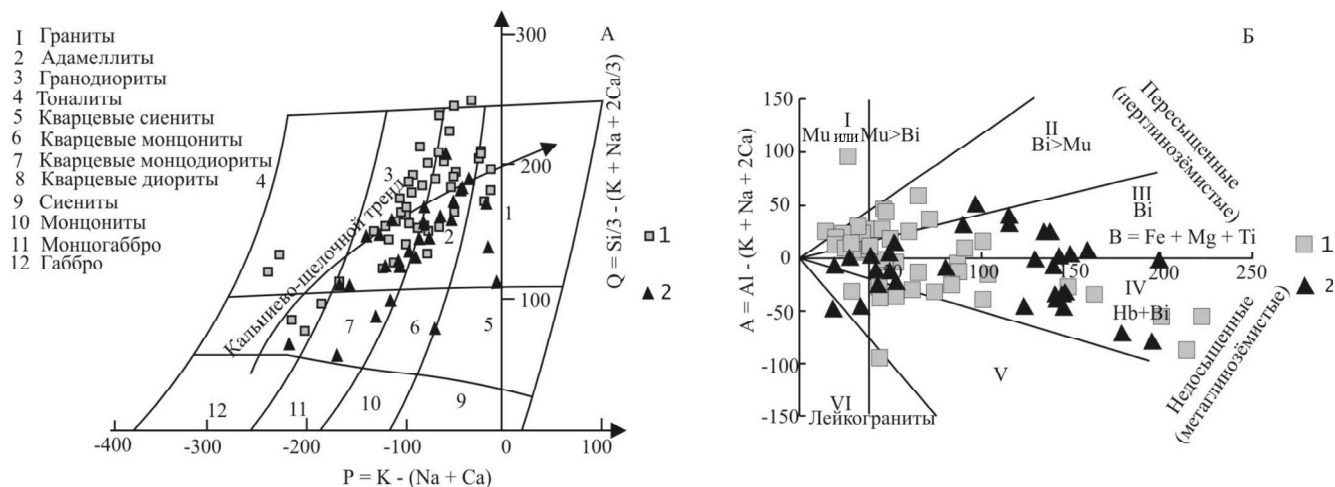 1 Граниты
2 Адамеллиты
3 Гранодиориты
4 Тоналиты
5 Кварцевые сиениты
6 Кварцевые монцониты
7 Кварцевые монцодиориты
8 Кварцевые диориты
9 Сиениты
10 Монцониты
11 Монцогаббро
12 Габбро
А
300
200
100
4
3
2
1
7
6
5
12
11
10
9
Кальциево-щелочной тренд
Q = Si/3 - (K + Na + 2Ca/3)
1
2
-400
-300
-200
-100
0
100
P = K - (Na + Ca)
Б
A = Al - (K + Na + 2Ca)
150
100
50
0
-50
-100
-150
I
Mu или Mu>Bi
II
Bi>Mu
III
Bi
B = Fe + Mg + Ti
100
150
200
250
IV
Hb+Bi
V
VI
Лейкограниты
Пересыщенные
(перглинозёмистые)
Недосыщенные
(метаглинозёмистые)
1
2